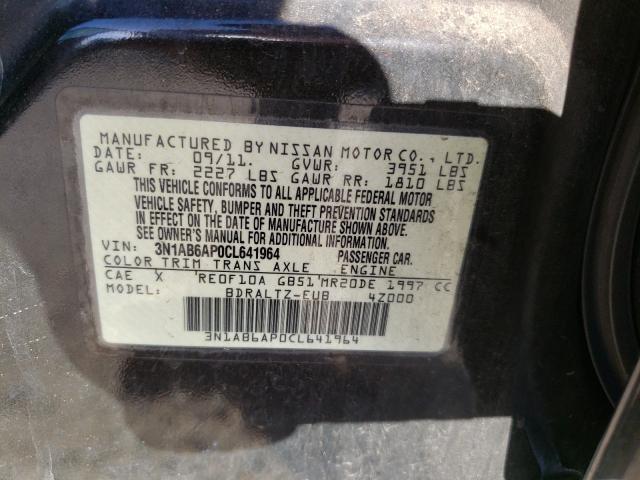 MANUFACTURED BY NISSAN MOTOR CO., LTD.
DATE: 09/11. GVWR: 3951 LBS
GAWR FR: 2227 LBS GAWR RR: 1810 LBS
THIS VEHICLE CONFORMS TO ALL APPLICABLE FEDERAL MOTOR
VEHICLE SAFETY, BUMPER AND THEFT PREVENTION STANDARDS
IN EFFECT ON THE DATE OF MANUFACTURE SHOWN ABOVE.
SEE OWNER'S MANUAL FOR ADDITIONAL INFORMATION.
VIN: 3N1AB6AP0CL641964 PASSENGER CAR.
COLOR TRIM TRANS AXLE ENGINE
CAE X RE0F10A GB51 MR20DE 1997 CC
MODEL: BDRALTZ-EUB 4Z000
3N1AB6AP0CL641964